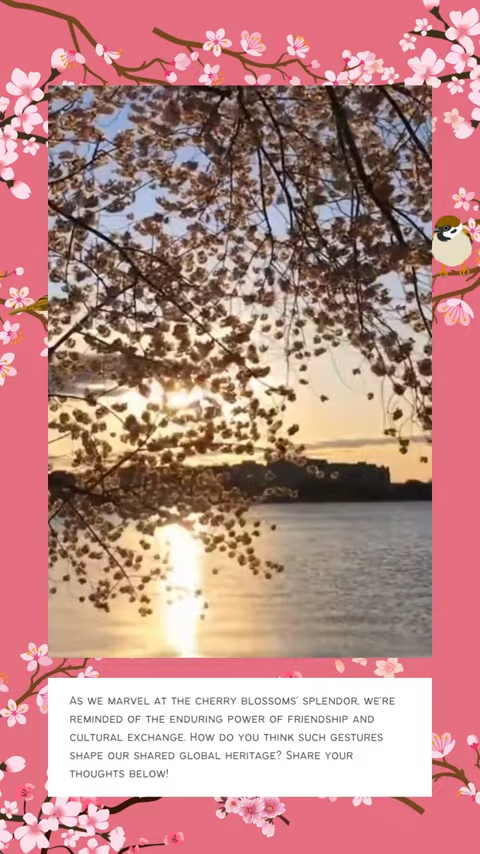 As we marvel at the cherry blossoms' splendor, we're
reminded of the enduring power of friendship and
cultural exchange. How do you think such gestures
shape our shared global heritage? Share your
thoughts below!